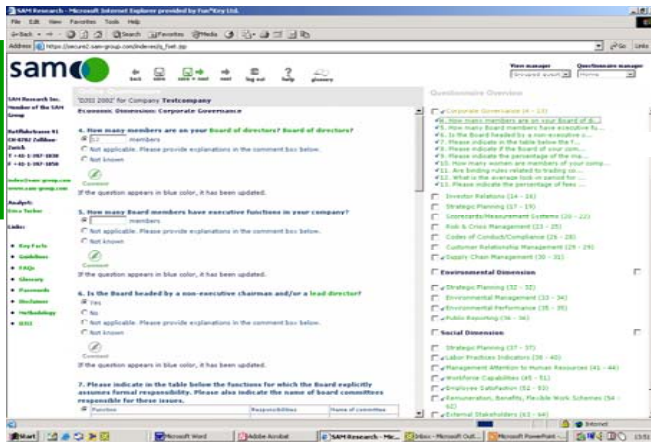 SAM Research - Microsoft Internet Explorer provided by Fun*Key Ltd.
File Edit View Favorites Tools Help
Back Search Favorites Media
Address Go Links
sam
back save save + next next log out help glossary
View manager
Questionnaire manager
Grouped quest
Home
SAM Research Inc.
Member of the SAM
Group
Zurich
www.sam-group.com
Analyst:
Links:
Key Facts
Guidelines
FAQs
Glossary
Passwords
Disclaimer
Methodology
DJSI
Online Questionnaire
'DJSI 2002' for Company Testcompany
Economic Dimension: Corporate Governance
4. How many members are on your Board of directors? Board of directors?
12 members
Not applicable. Please provide explanations in the comment box below.
Not known
Comment
If the question appears in blue color, it has been updated.
5. How many Board members have executive functions in your company?
members
Not applicable. Please provide explanations in the comment box below.
Not known
Comment
If the question appears in blue color, it has been updated.
6. Is the Board headed by a non-executive chairman and/or a lead director?
Yes
No
Not applicable. Please provide explanations in the comment box below.
Not known
Comment
If the question appears in blue color, it has been updated.
7. Please indicate in the table below the functions for which the Board explicitly
assumes formal responsibility. Please also indicate the name of board committees
responsible for these issues.
Function Responsibilities Name of committee
Questionnaire Overview
Corporate Governance (4 - 13)
4. How many members are on your Board of d...
5. How many Board members have executive fu...
6. Is the Board headed by a non-executive c...
7. Please indicate in the table below the f...
8. Please indicate if the Board of your com...
9. Please indicate the percentage of the
10. How many women are members of your comp...
11. Are binding rules related to trading
12. What is the average lock-in period for ...
13. Please indicate the percentage of fees ...
Investor Relations (14 - 16)
Strategic Planning (17 - 19)
Scorecards/Measurement Systems (20 - 22)
Risk & Crisis Management (23 - 25)
Codes of Conduct/Compliance (26 - 28)
Customer Relationship Management (29 - 29)
Supply Chain Management (30 - 31)
Environmental Dimension
Strategic Planning (32 - 32)
Environmental Management (33 - 34)
Environmental Performance (35 - 35)
Public Reporting (36 - 36)
Social Dimension
Strategic Planning (37 - 37)
Labor Practices Indicators (38 - 40)
Management Attention to Human Resources (41 - 44)
Workforce Capabilities (45 - 51)
Employee Satisfaction (52 - 53)
Remuneration, Benefits, Flexible Work Schemes (54 -
62)
External Stakeholders (63 - 64)
Internet
Start Microsoft Word Adobe Acrobat SAM Research - Mic... Inbox - Microsoft Outl... Microsoft PowerPoint - ... 13:51